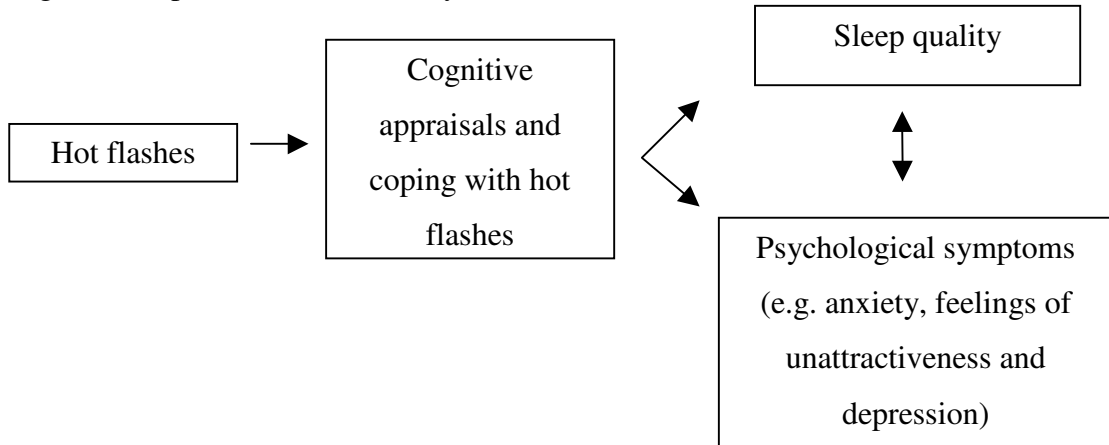 Hot flashes
Cognitive
appraisals and
coping with hot
flashes
Sleep quality
Psychological symptoms
(e.g. anxiety, feelings of
unattractiveness and
depression)